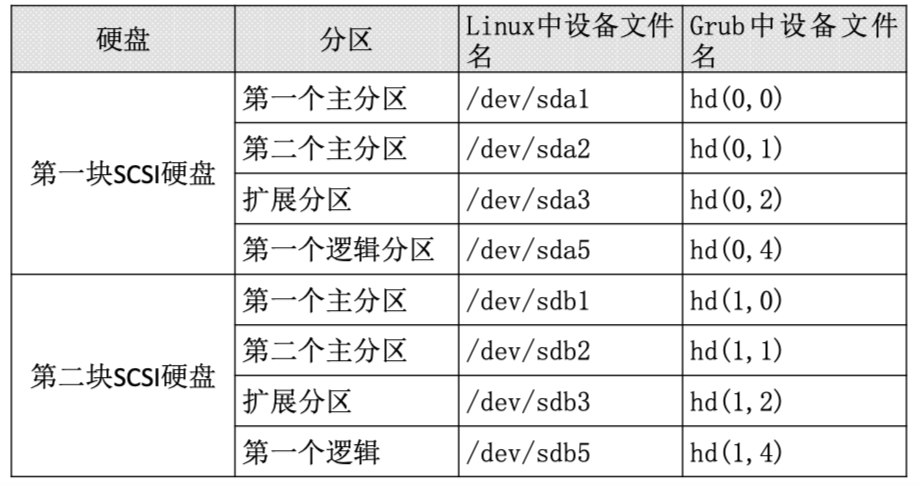 硬盘 分区 Linux中设备文件名 Grub中设备文件名
第一块SCSI硬盘
第一个主分区 /dev/sda1 hd(0,0)
第二个主分区 /dev/sda2 hd(0,1)
扩展分区 /dev/sda3 hd(0,2)
第一个逻辑分区 /dev/sda5 hd(0,4)
第二块SCSI硬盘
第一个主分区 /dev/sdb1 hd(1,0)
第二个主分区 /dev/sdb2 hd(1,1)
扩展分区 /dev/sdb3 hd(1,2)
第一个逻辑 /dev/sdb5 hd(1,4)